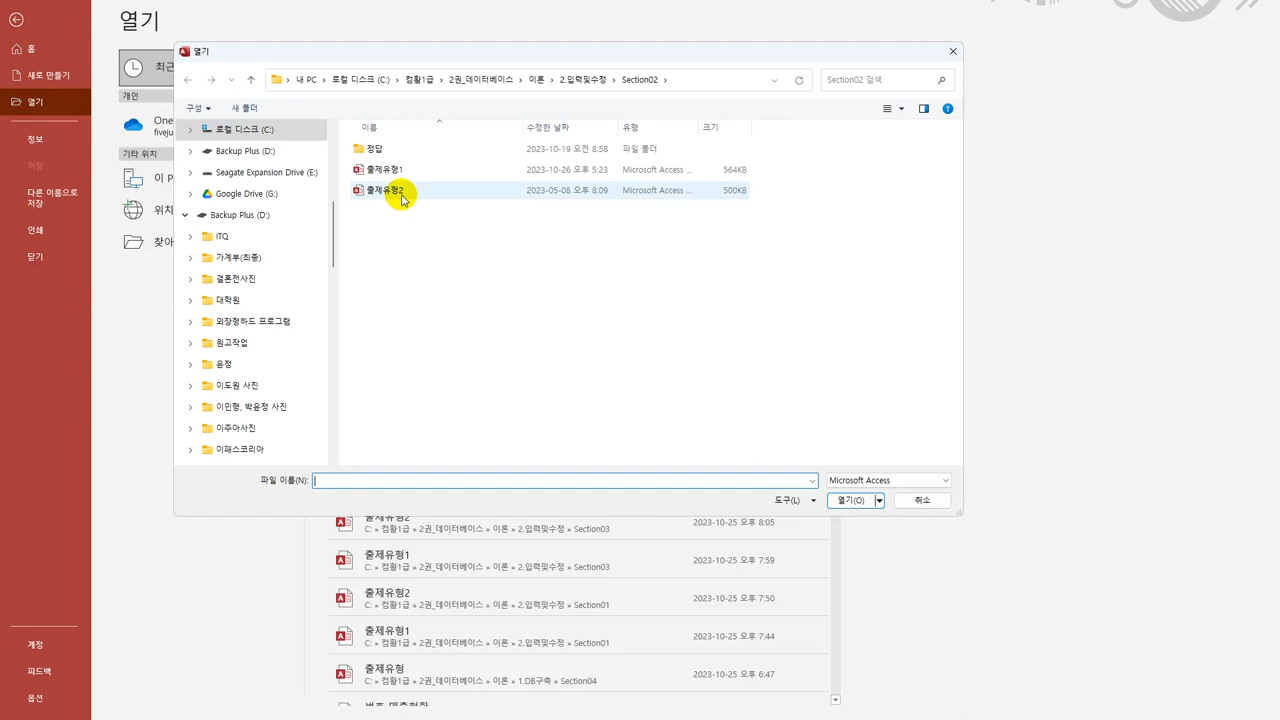 열기
홈
새로 만들기
열기
정보
저장
다른 이름으로
저장
인쇄
닫기
계정
피드백
옵션
최근
개인
One
fiveju
기타 위치
이 P
위치
찾아
열기
내 PC › 로컬 디스크 (C:) › 컴활1급 › 2권_데이터베이스 › 이론 › 2.입력및수정 › Section02 ›
Section02 검색
구성 새 폴더
이름 수정한 날짜 유형 크기
정답 2023-10-19 오전 8:58 파일 폴더
출제유형1 2023-10-26 오후 5:23 Microsoft Access ... 564KB
출제유형2 2023-05-08 오후 8:09 Microsoft Access ... 500KB
로컬 디스크 (C:)
Backup Plus (D:)
Seagate Expansion Drive (E:)
Google Drive (G:)
Backup Plus (D:)
ITQ
가계부(최종)
결혼전사진
대학원
외장형하드 프로그램
원고작업
윤정
이도원 사진
이민형, 박윤정 사진
이주아사진
이패스코리아
파일 이름(N):
Microsoft Access
도구(L) 열기(O) 취소
출제유형2 2023-10-25 오후 8:05
C: » 컴활1급 » 2권_데이터베이스 » 이론 » 2.입력및수정 » Section03
출제유형1 2023-10-25 오후 7:59
C: » 컴활1급 » 2권_데이터베이스 » 이론 » 2.입력및수정 » Section03
출제유형2 2023-10-25 오후 7:50
C: » 컴활1급 » 2권_데이터베이스 » 이론 » 2.입력및수정 » Section01
출제유형1 2023-10-25 오후 7:44
C: » 컴활1급 » 2권_데이터베이스 » 이론 » 2.입력및수정 » Section01
출제유형 2023-10-25 오후 6:47
C: » 컴활1급 » 2권_데이터베이스 » 이론 » 1.DB구축 » Section04